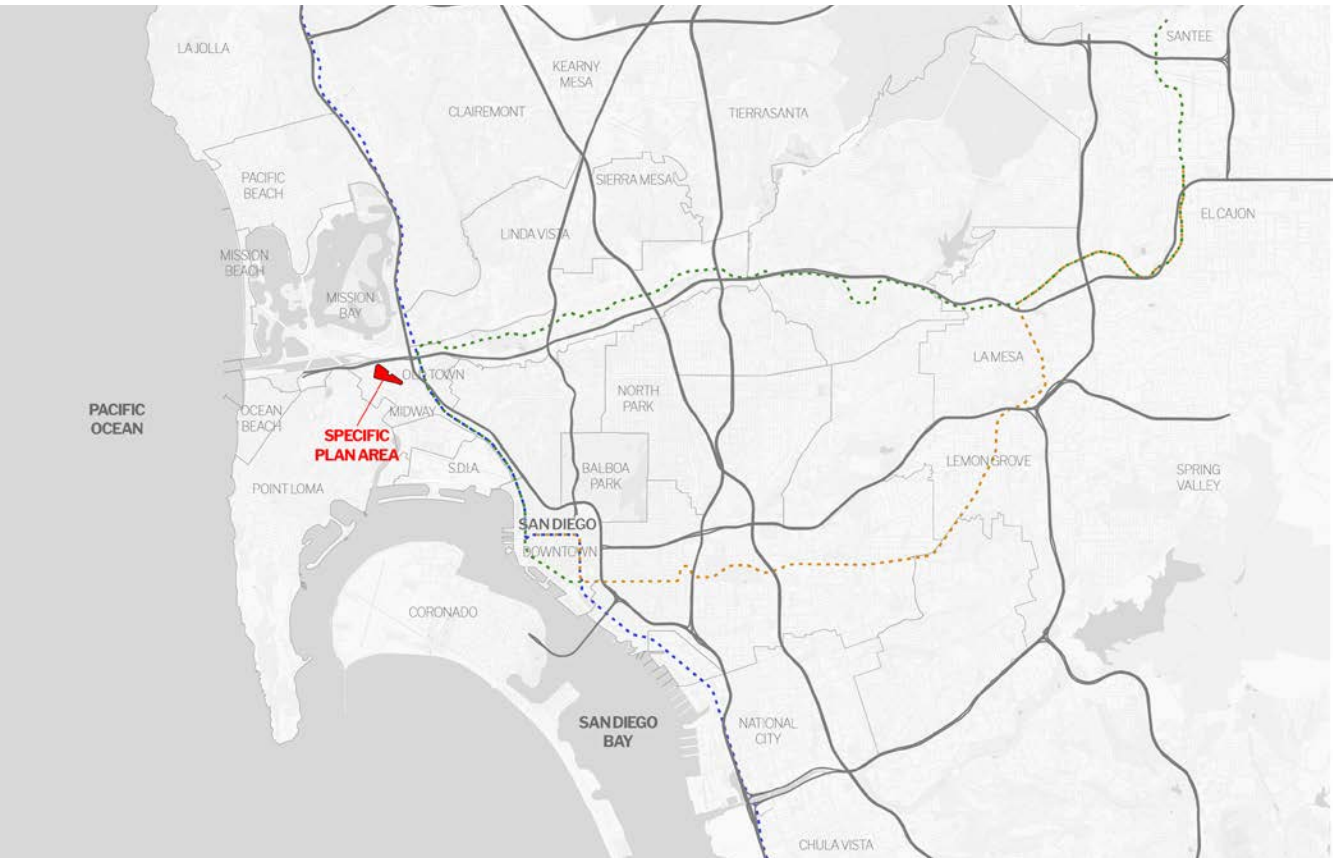 LA JOLLA
SANTEE
KEARNY
MESA
CLAIREMONT
TIERRASANTA
PACIFIC
BEACH
SIERRA MESA
EL CAJON
LINDA VISTA
MISSION
BEACH
MISSION
BAY
LA MESA
OLD TOWN
NORTH
PARK
PACIFIC
OCEAN
OCEAN
BEACH
MIDWAY
SPECIFIC
PLAN AREA
S.D.I.A.
BALBOA
PARK
LEMON GROVE
SPRING
VALLEY
POINT LOMA
SAN DIEGO
DOWNTOWN
CORONADO
SAN DIEGO
BAY
NATIONAL
CITY
CHULA VISTA